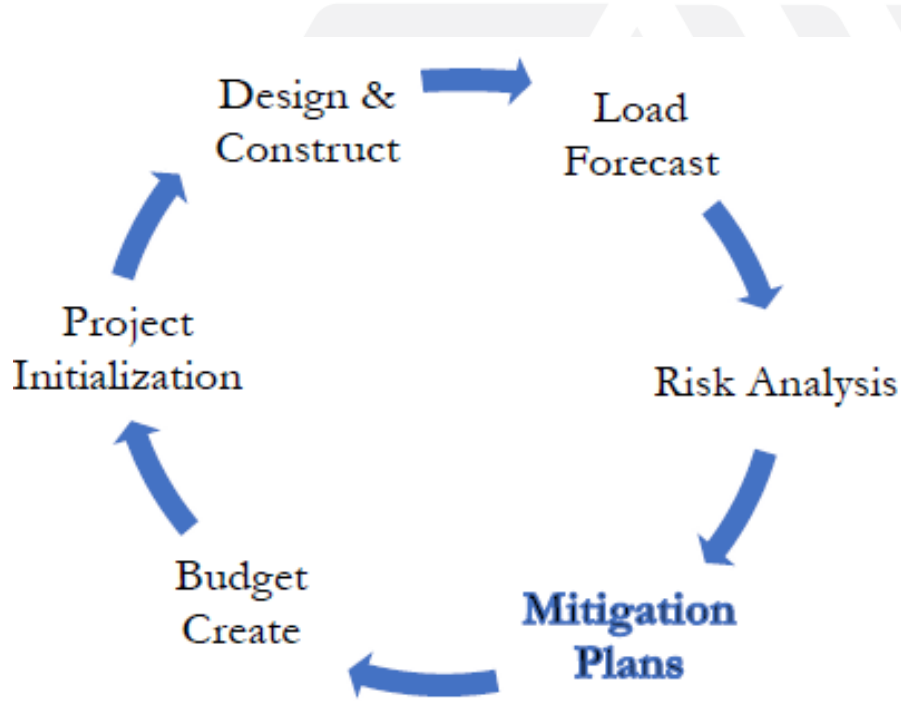 Design &
Construct
Load
Forecast
Risk Analysis
Mitigation
Plans
Budget
Create
Project
Initialization